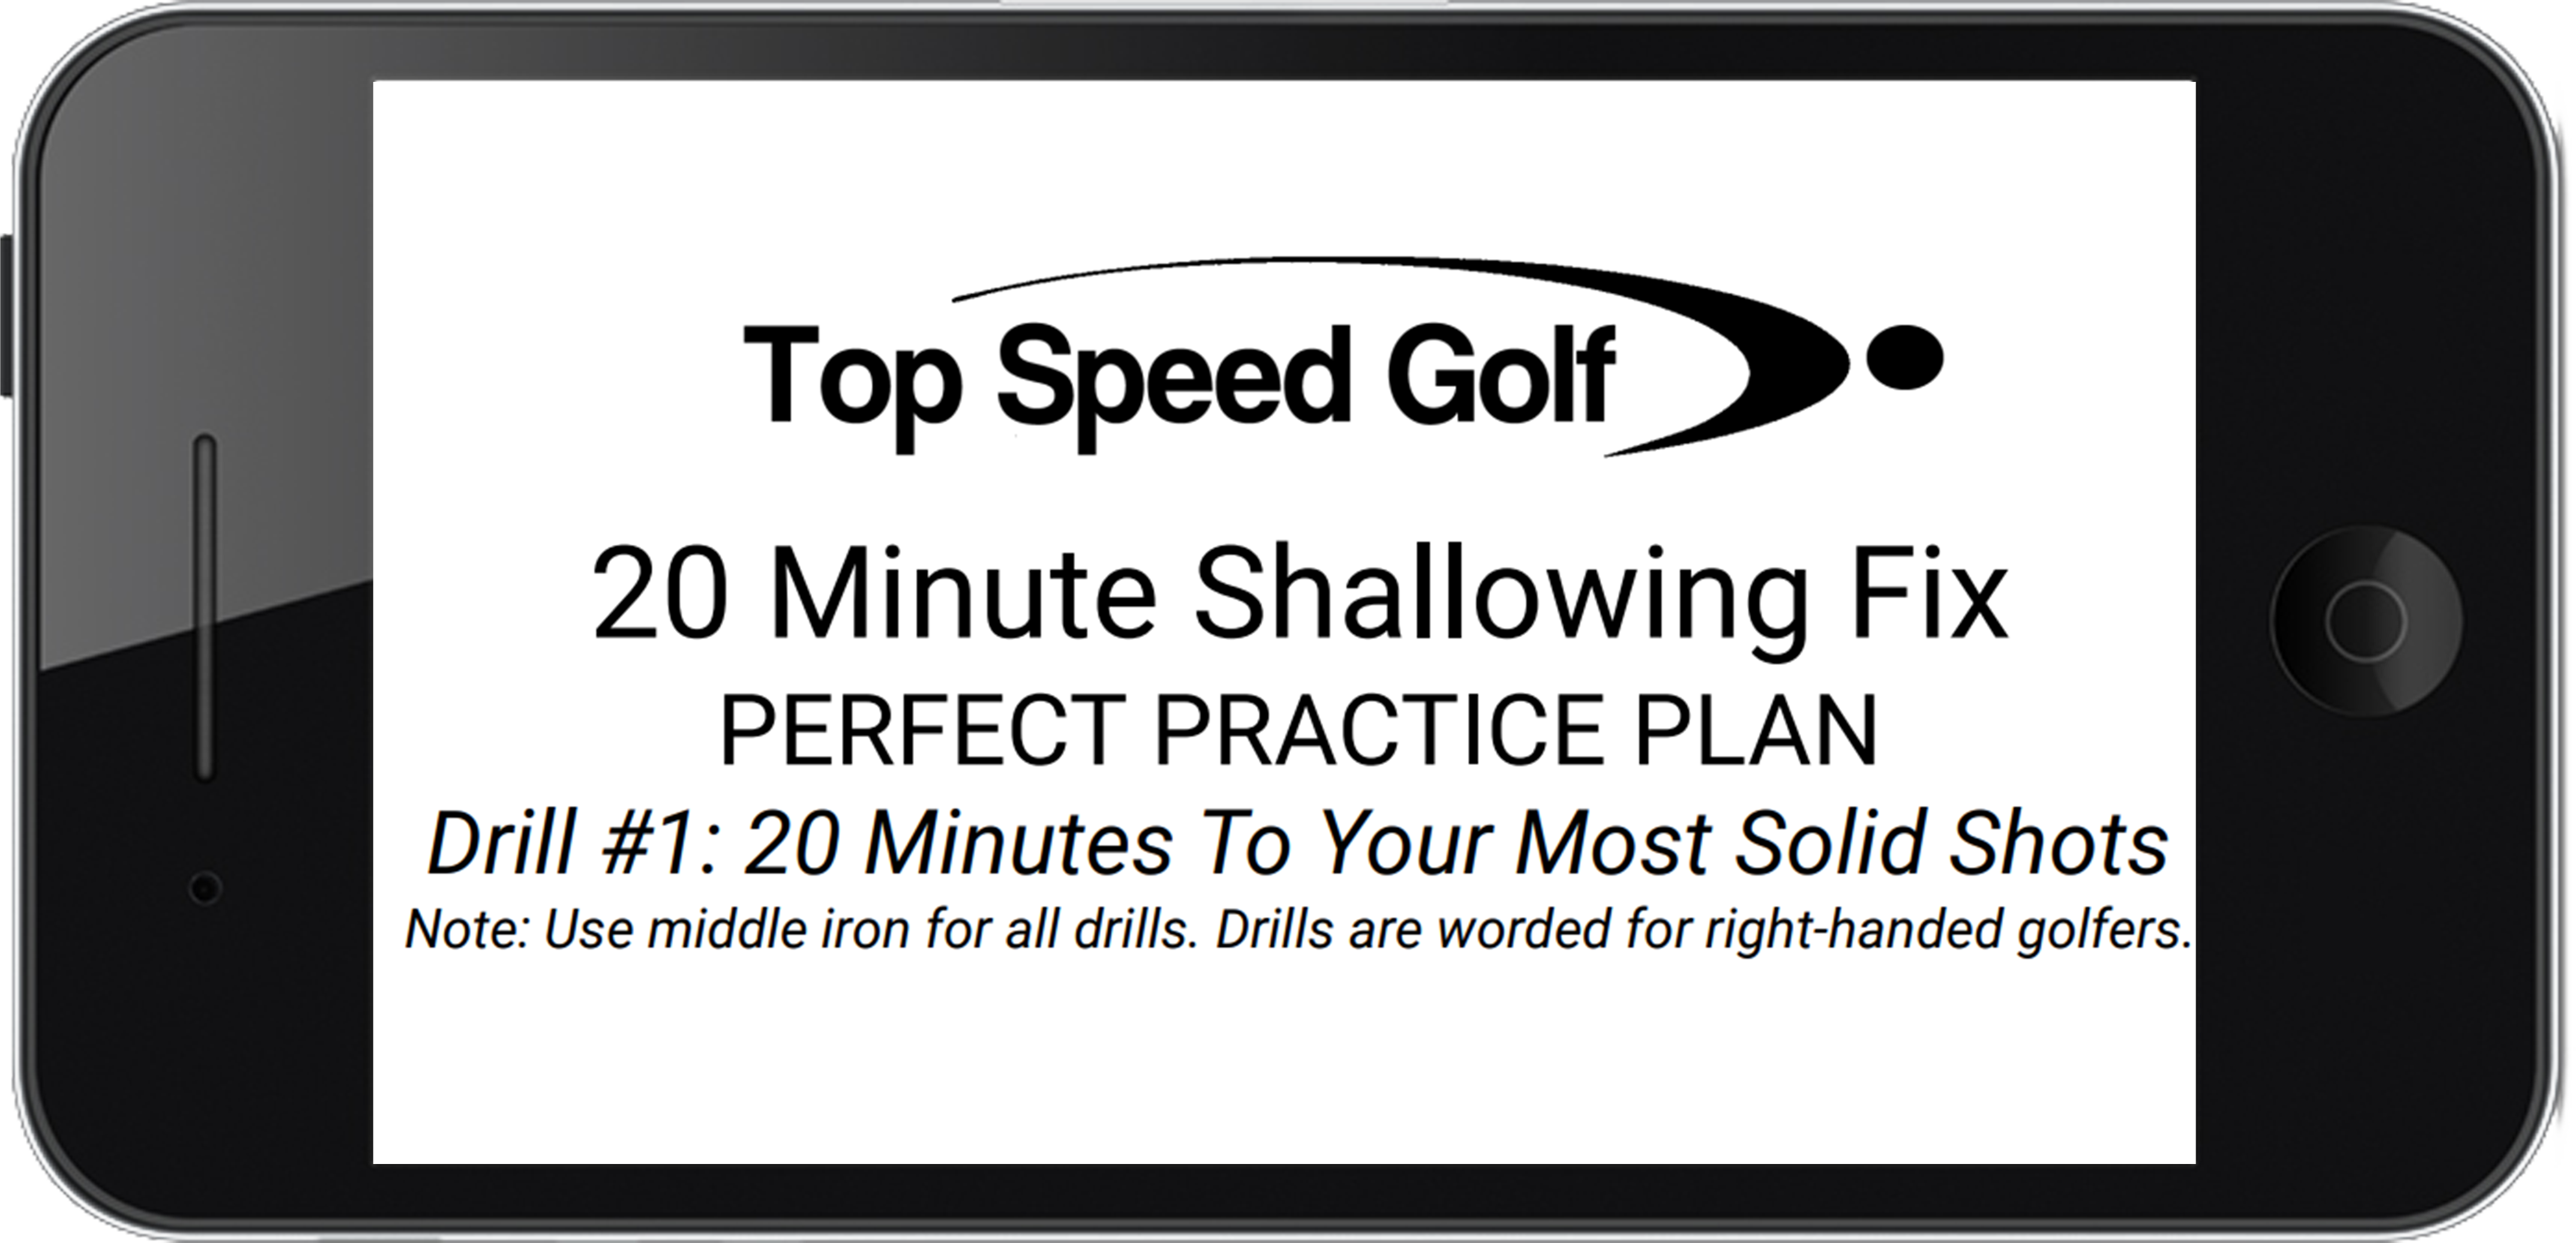 Top Speed Golf
20 Minute Shallowing Fix
PERFECT PRACTICE PLAN
Drill #1: 20 Minutes To Your Most Solid Shots
Note: Use middle iron for all drills. Drills are worded for right-handed golfers.